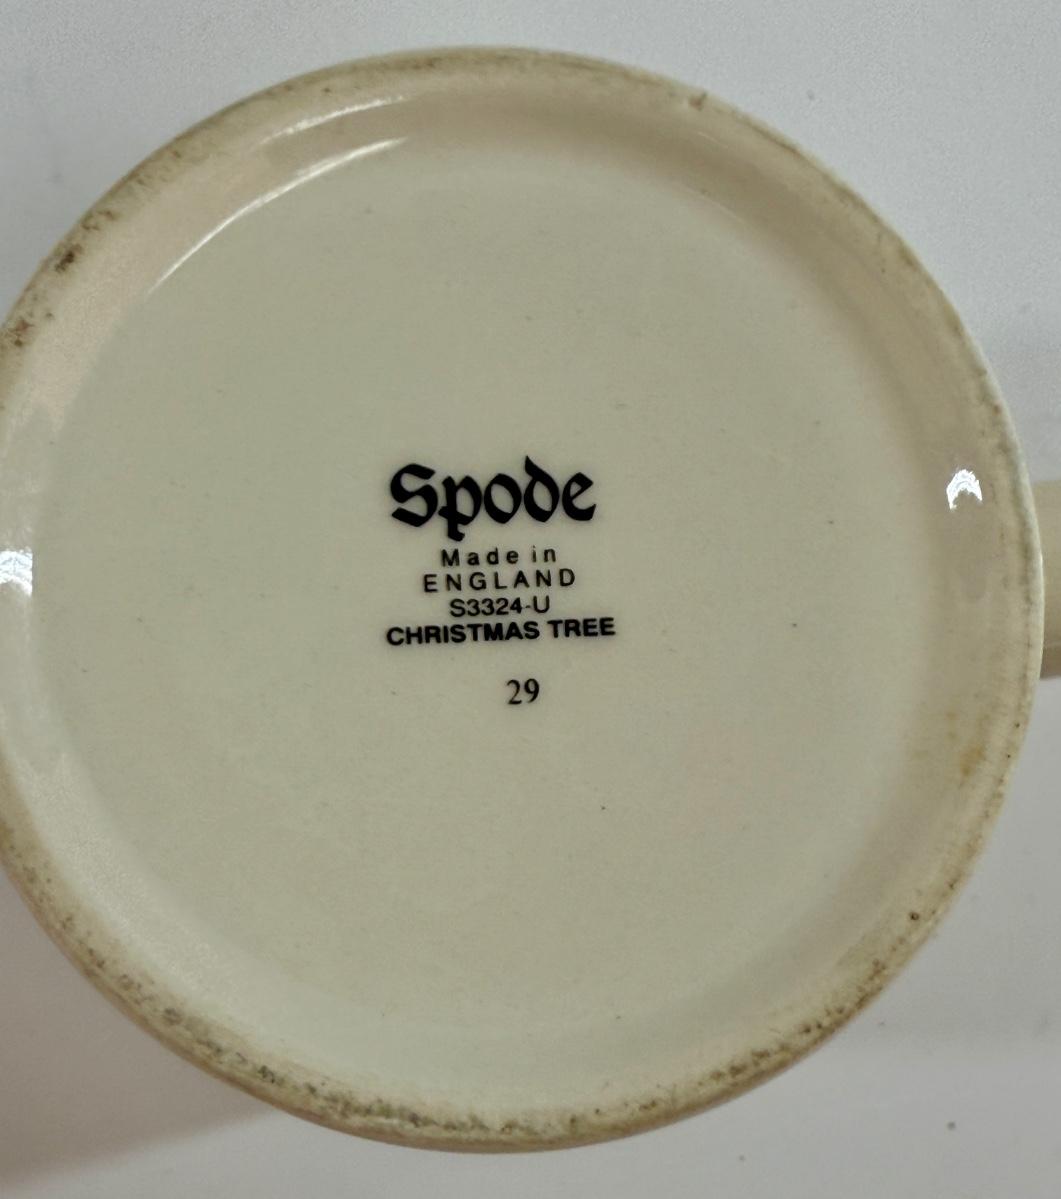 Spode
Made in
ENGLAND
S3324-U
CHRISTMAS TREE
29